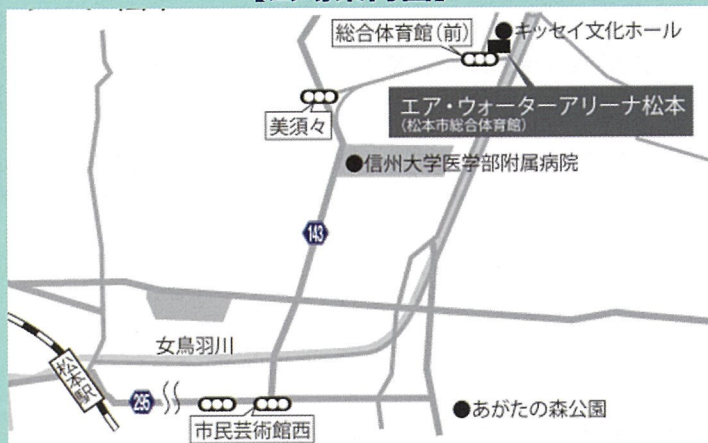 総合体育館(前)
キッセイ文化ホール
エア・ウォーターアリーナ松本
(松本市総合体育館)
美須々
信州大学医学部附属病院
143
女鳥羽川
松本駅
295
市民芸術館西
あがたの森公園